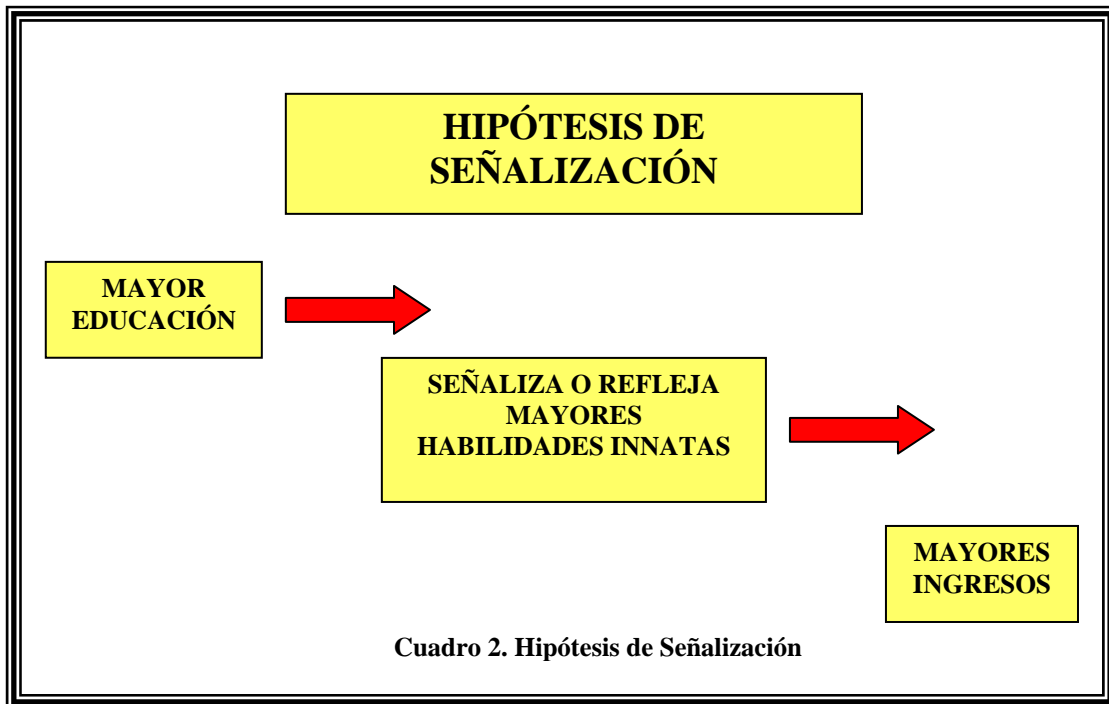 HIPÓTESIS DE
SEÑALIZACIÓN
MAYOR
EDUCACIÓN
SEÑALIZA O REFLEJA
MAYORES
HABILIDADES INNATAS
MAYORES
INGRESOS
Cuadro 2. Hipótesis de Señalización